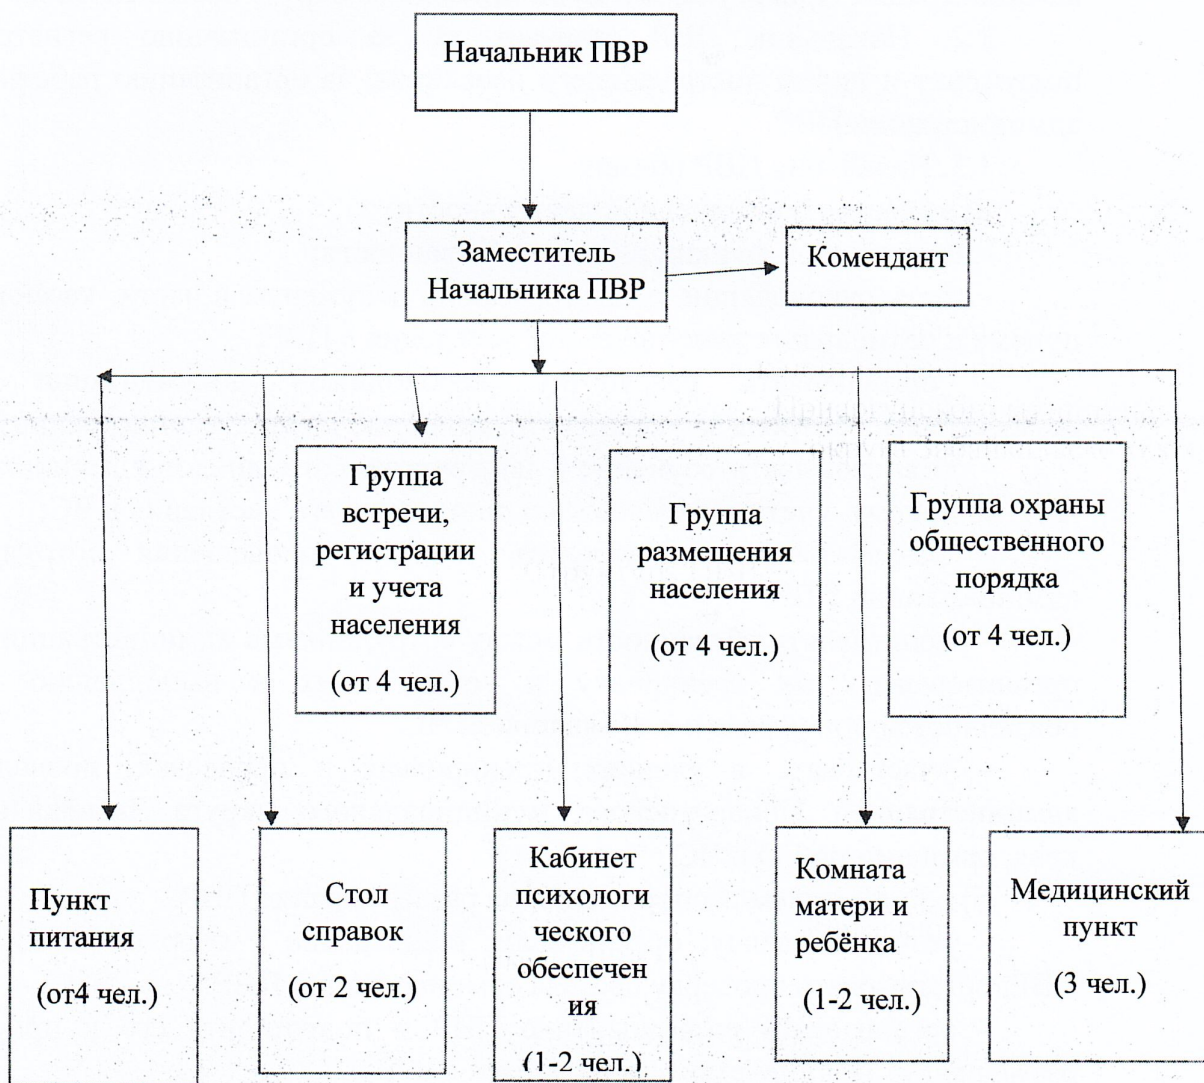 Начальник ПВР
Заместитель
Начальника ПВР
Комендант
Группа
встречи,
регистрации
и учета
населения
(от 4 чел.)
Группа
размещения
населения
(от 4 чел.)
Группа охраны
общественного
порядка
(от 4 чел.)
Пункт
питания
(от4 чел.)
Стол
справок
(от 2 чел.)
Кабинет
психологи
ческого
обеспечен
ия
(1-2 чел.)
Комната
матери и
ребёнка
(1-2 чел.)
Медицинский
пункт
(3 чел.)